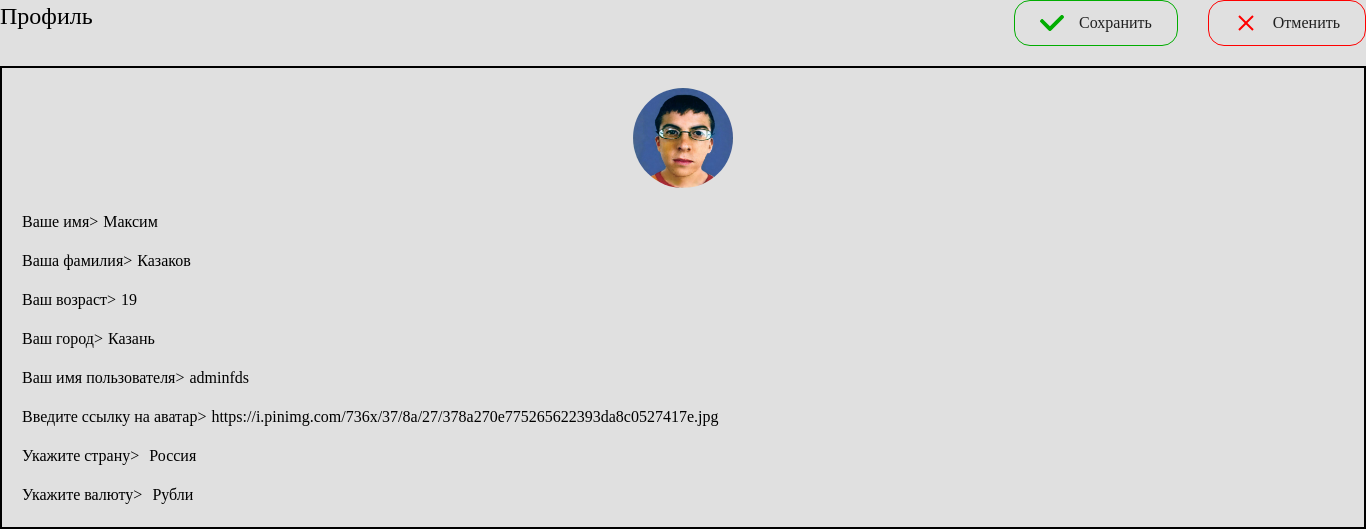 Профиль
Сохранить
Отменить
Ваше имя> Максим
Ваша фамилия> Казаков
Ваш возраст> 19
Ваш город> Казань
Ваш имя пользователя> adminfds
Введите ссылку на аватар> https://i.pinimg.com/736x/37/8a/27/378a270e775265622393da8c0527417e.jpg
Укажите страну> Россия
Укажите валюту> Рубли